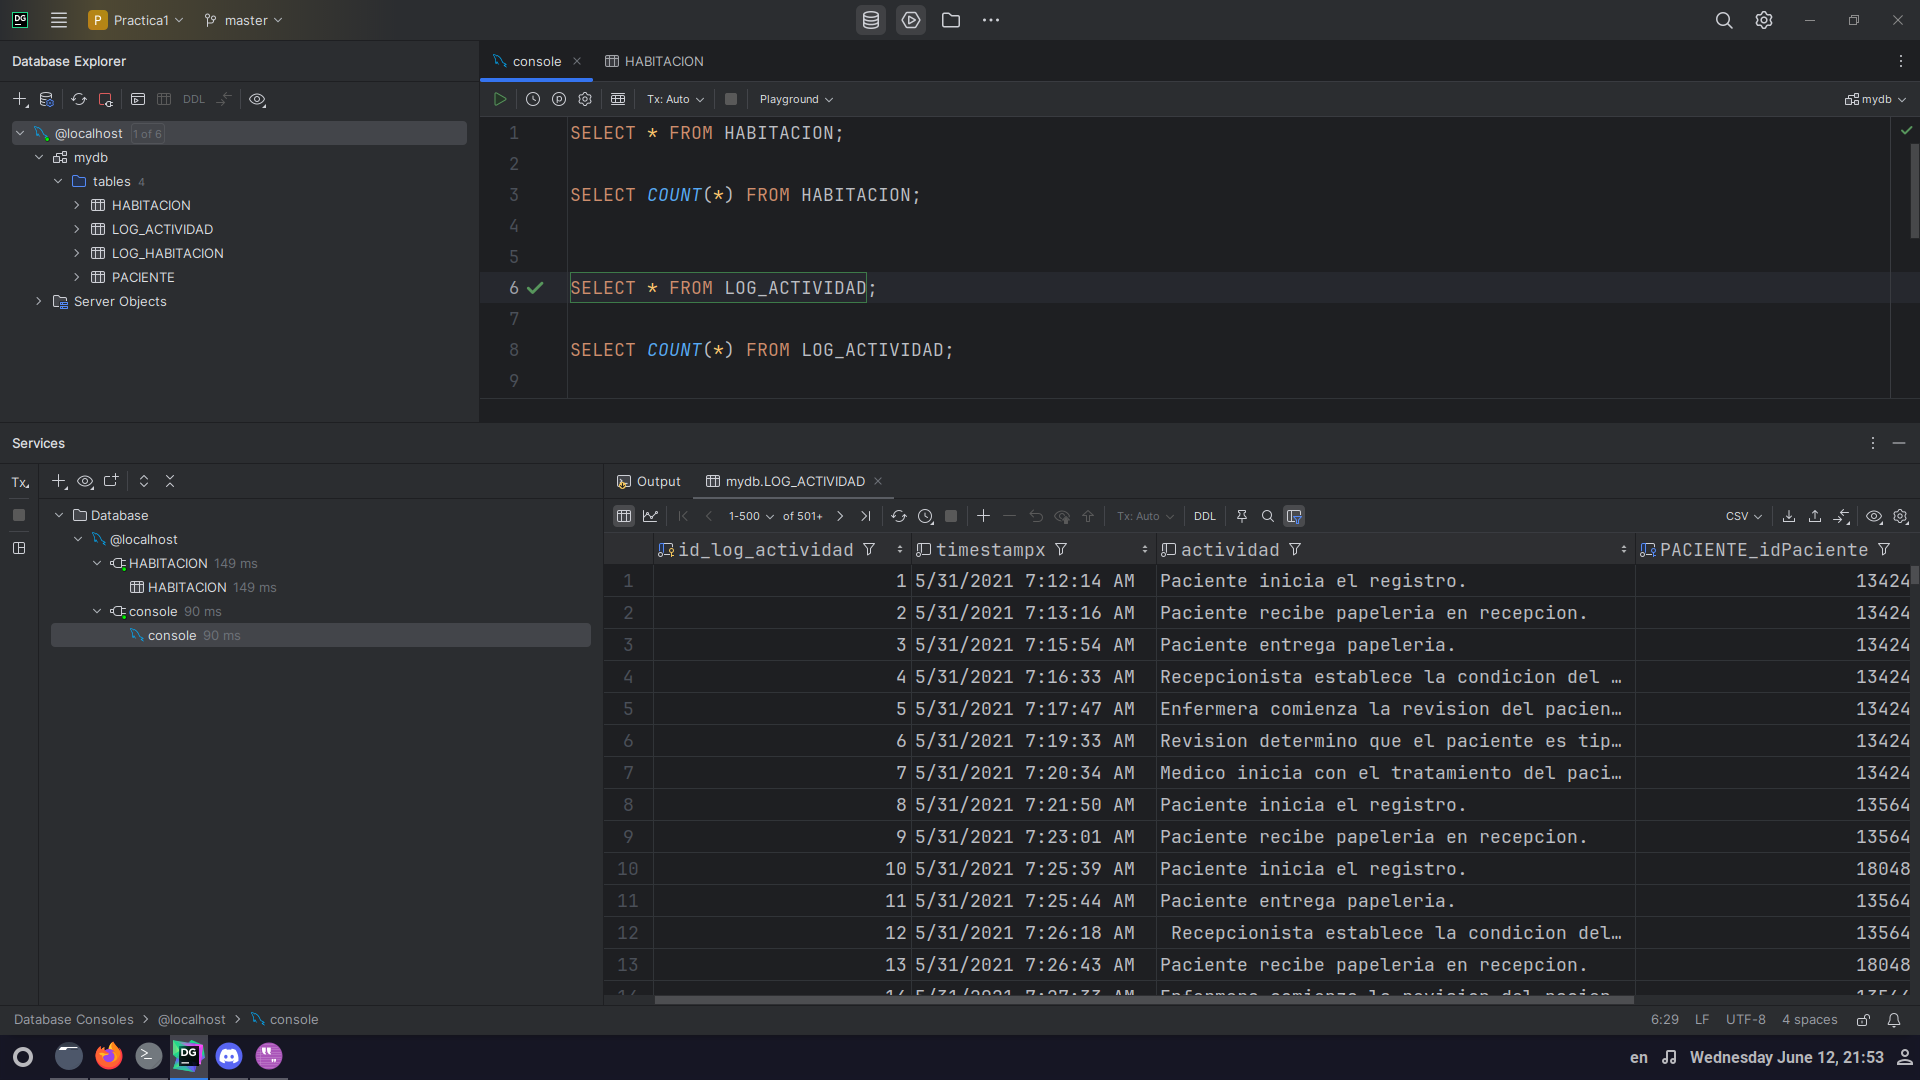 DG P Practica1 master
Database Explorer
console HABITACION
DDL
Tx: Auto Playground mydb
@localhost 1 of 6
mydb
tables 4
HABITACION
LOG_ACTIVIDAD
LOG_HABITACION
PACIENTE
Server Objects
1 SELECT * FROM HABITACION;
2
3 SELECT COUNT(*) FROM HABITACION;
4
5
6 SELECT * FROM LOG_ACTIVIDAD;
7
8 SELECT COUNT(*) FROM LOG_ACTIVIDAD;
9
Services
Tx
Database
@localhost
HABITACION 149 ms
HABITACION 149 ms
console 90 ms
console 90 ms
Output mydb.LOG_ACTIVIDAD
1-500 of 501+ Tx: Auto DDL CSV
id_log_actividad timestampx actividad PACIENTE_idPaciente
1 1 5/31/2021 7:12:14 AM Paciente inicia el registro. 13424
2 2 5/31/2021 7:13:16 AM Paciente recibe papeleria en recepcion. 13424
3 3 5/31/2021 7:15:54 AM Paciente entrega papeleria. 13424
4 4 5/31/2021 7:16:33 AM Recepcionista establece la condicion del … 13424
5 5 5/31/2021 7:17:47 AM Enfermera comienza la revision del pacien… 13424
6 6 5/31/2021 7:19:33 AM Revision determino que el paciente es tip… 13424
7 7 5/31/2021 7:20:34 AM Medico inicia con el tratamiento del paci… 13424
8 8 5/31/2021 7:21:50 AM Paciente inicia el registro. 13564
9 9 5/31/2021 7:23:01 AM Paciente recibe papeleria en recepcion. 13564
10 10 5/31/2021 7:25:39 AM Paciente inicia el registro. 18048
11 11 5/31/2021 7:25:44 AM Paciente entrega papeleria. 13564
12 12 5/31/2021 7:26:18 AM Recepcionista establece la condicion del… 13564
13 13 5/31/2021 7:26:43 AM Paciente recibe papeleria en recepcion. 18048
Database Consoles > @localhost > console
6:29 LF UTF-8 4 spaces
DG
en Wednesday June 12, 21:53